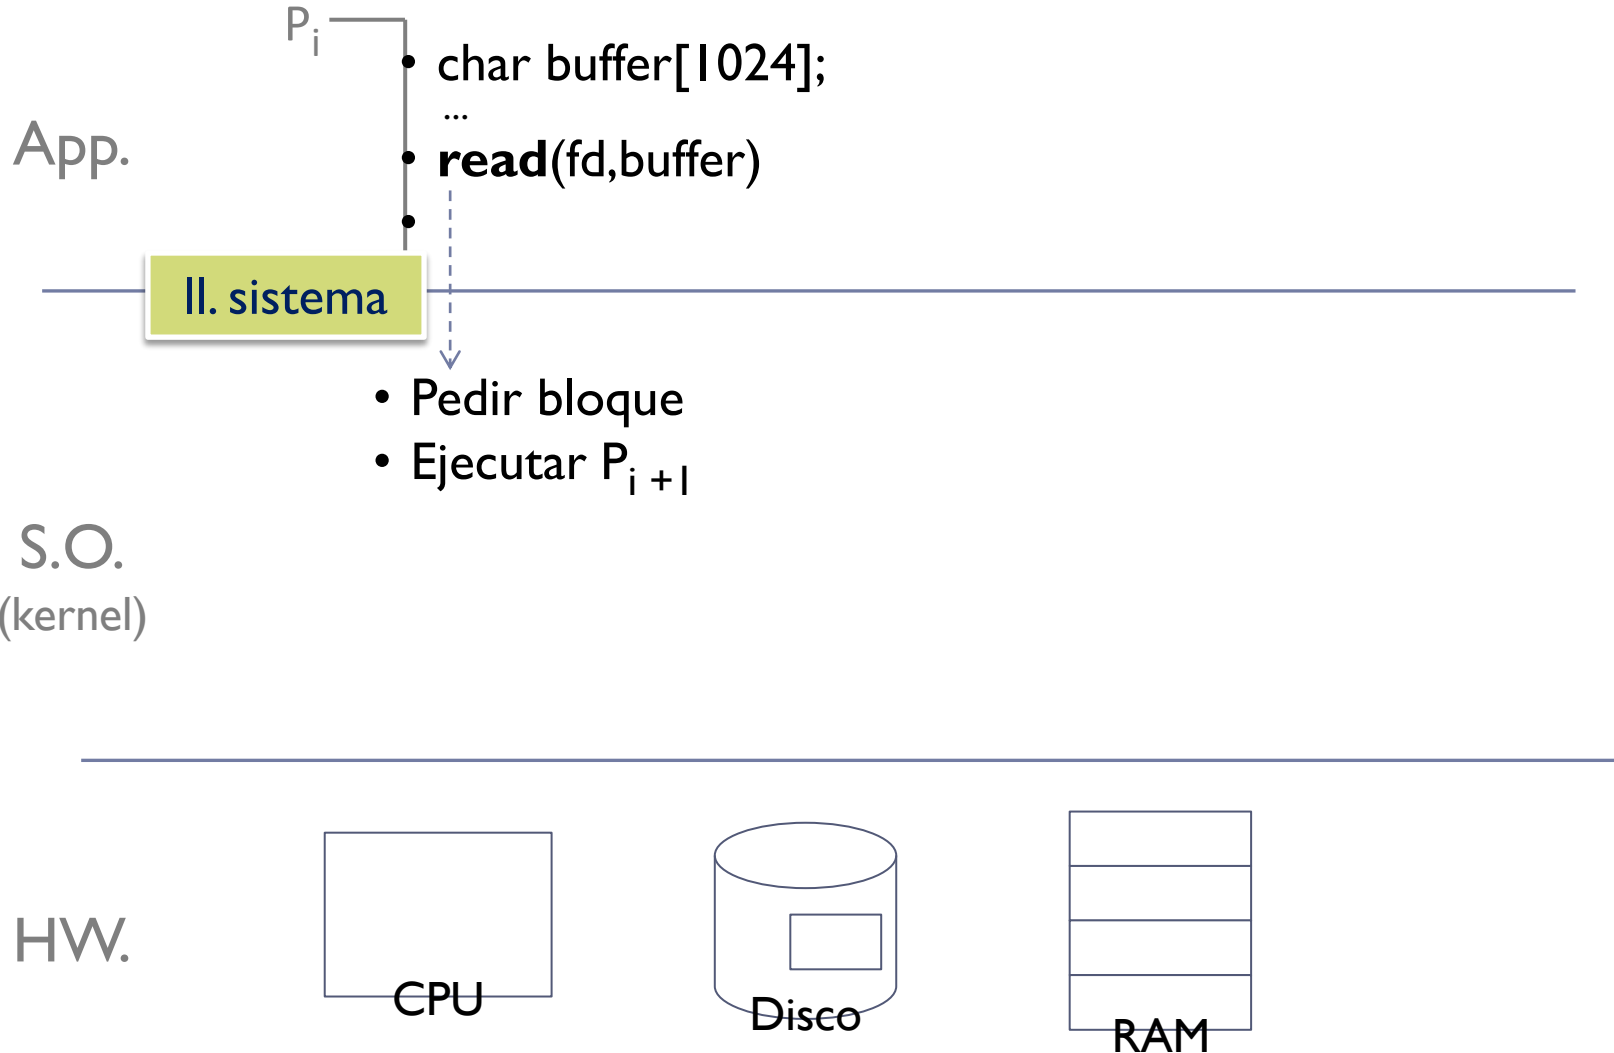 Pi
• char buffer[1024];
...
App.
• read(fd,buffer)
•
Ll. sistema
• Pedir bloque
• Ejecutar Pi +1
S.O.
(kernel)
HW.
CPU
Disco
RAM